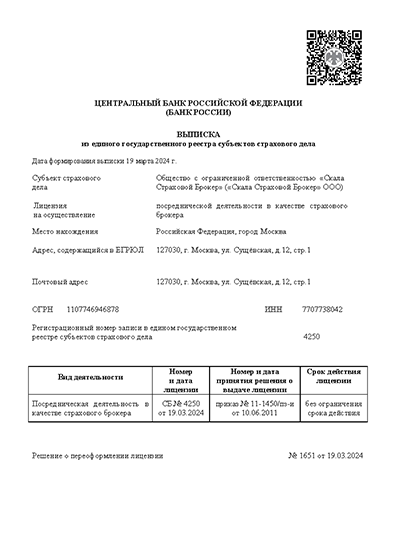 ЦЕНТРАЛЬНЫЙ БАНК РОССИЙСКОЙ ФЕДЕРАЦИИ
(БАНК РОССИИ)
ВЫПИСКА
из единого государственного реестра субъектов страхового дела
Дата формирования выписки 19 марта 2024 г.
Субъект страхового Общество с ограниченной ответственностью «Скала
дела Страховой Брокер» («Скала Страховой Брокер» ООО)
Лицензия посреднической деятельности в качестве страхового
на осуществление брокера
Место нахождения Российская Федерация, город Москва
Адрес, содержащийся в ЕГРЮЛ 127030, г. Москва, ул. Сущёвская, д.12, стр.1
Почтовый адрес 127030, г. Москва, ул. Сущёвская, д.12, стр.1
ОГРН 1107746946878 ИНН 7707738042
Регистрационный номер записи в едином государственном
реестре субъектов страхового дела 4250
Вид деятельности
Номер
и дата
лицензии
Номер и дата
принятия решения о
выдаче лицензии
Срок действия
лицензии
Посредническая деятельность в
качестве страхового брокера
СБ № 4250
от 19.03.2024
приказ № 11-1450/пз-и
от 10.06.2011
без ограничения
срока действия
Решение о переоформлении лицензии № 1651 от 19.03.2024